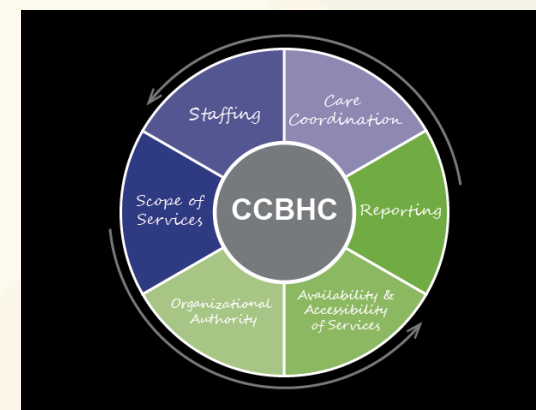 Staffing
Care
Coordination
Scope of
Services
CCBHC
Reporting
Organizational
Authority
Availability &
Accessibility
of Services